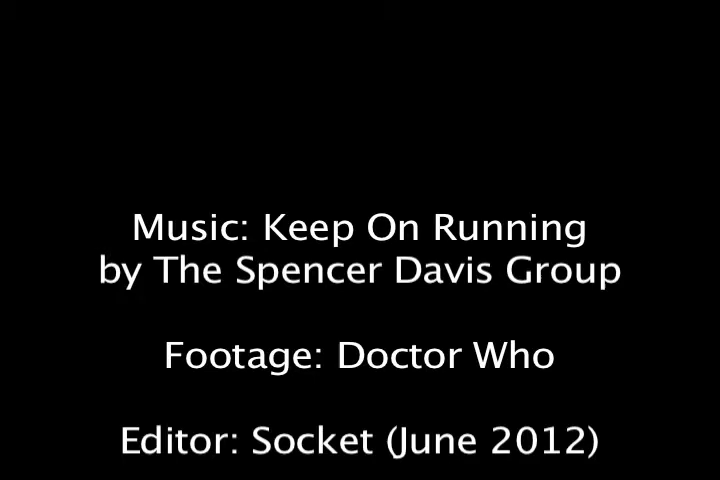 Music: Keep On Running
by The Spencer Davis Group
Footage: Doctor Who
Editor: Socket (June 2012)